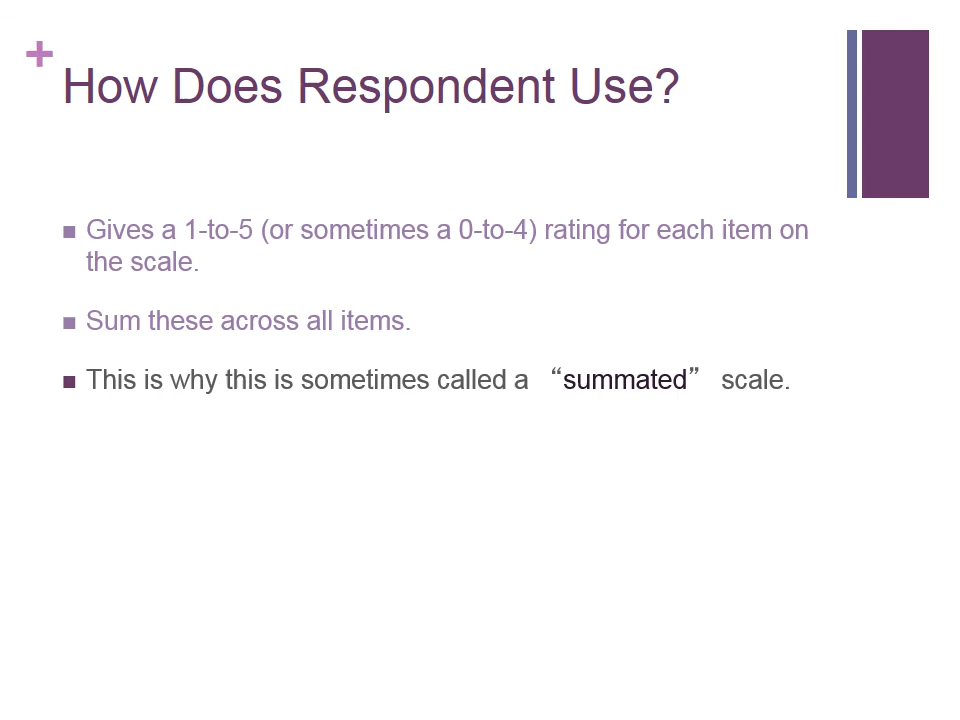 +
How Does Respondent Use?
■ Gives a 1-to-5 (or sometimes a 0-to-4) rating for each item on
the scale.
■ Sum these across all items.
■ This is why this is sometimes called a “summated” scale.